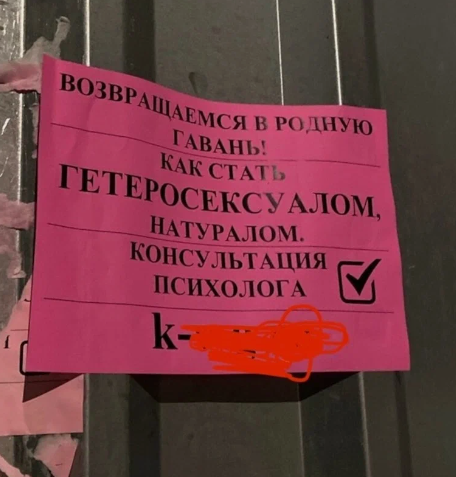 ВОЗВРАЩАЕМСЯ В РОДНУЮ
ГАВАНЬ!
КАК СТАТЬ
ГЕТЕРОСЕКСУАЛОМ,
НАТУРАЛОМ.
КОНСУЛЬТАЦИЯ
ПСИХОЛОГА
k-